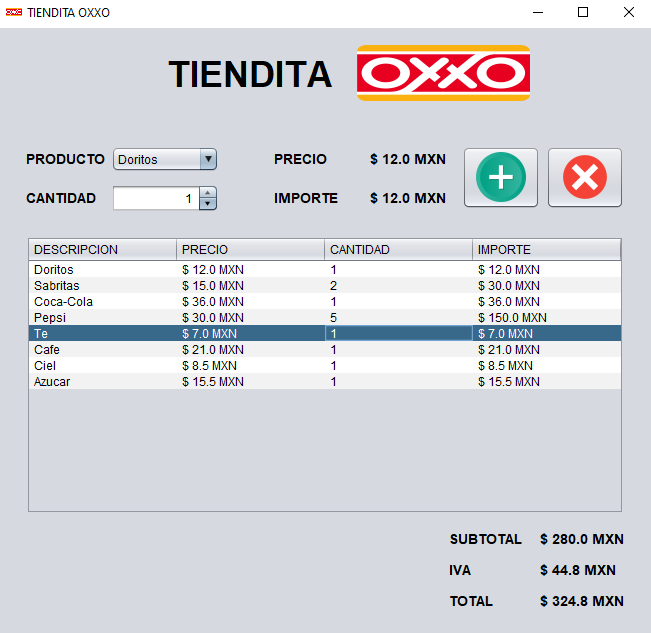 TIENDITA OXXO
TIENDITA OXXO
PRODUCTO Doritos PRECIO $ 12.0 MXN
CANTIDAD 1 IMPORTE $ 12.0 MXN
DESCRIPCION PRECIO CANTIDAD IMPORTE
Doritos $ 12.0 MXN 1 $ 12.0 MXN
Sabritas $ 15.0 MXN 2 $ 30.0 MXN
Coca-Cola $ 36.0 MXN 1 $ 36.0 MXN
Pepsi $ 30.0 MXN 5 $ 150.0 MXN
Te $ 7.0 MXN 1 $ 7.0 MXN
Cafe $ 21.0 MXN 1 $ 21.0 MXN
Ciel $ 8.5 MXN 1 $ 8.5 MXN
Azucar $ 15.5 MXN 1 $ 15.5 MXN
SUBTOTAL $ 280.0 MXN
IVA $ 44.8 MXN
TOTAL $ 324.8 MXN